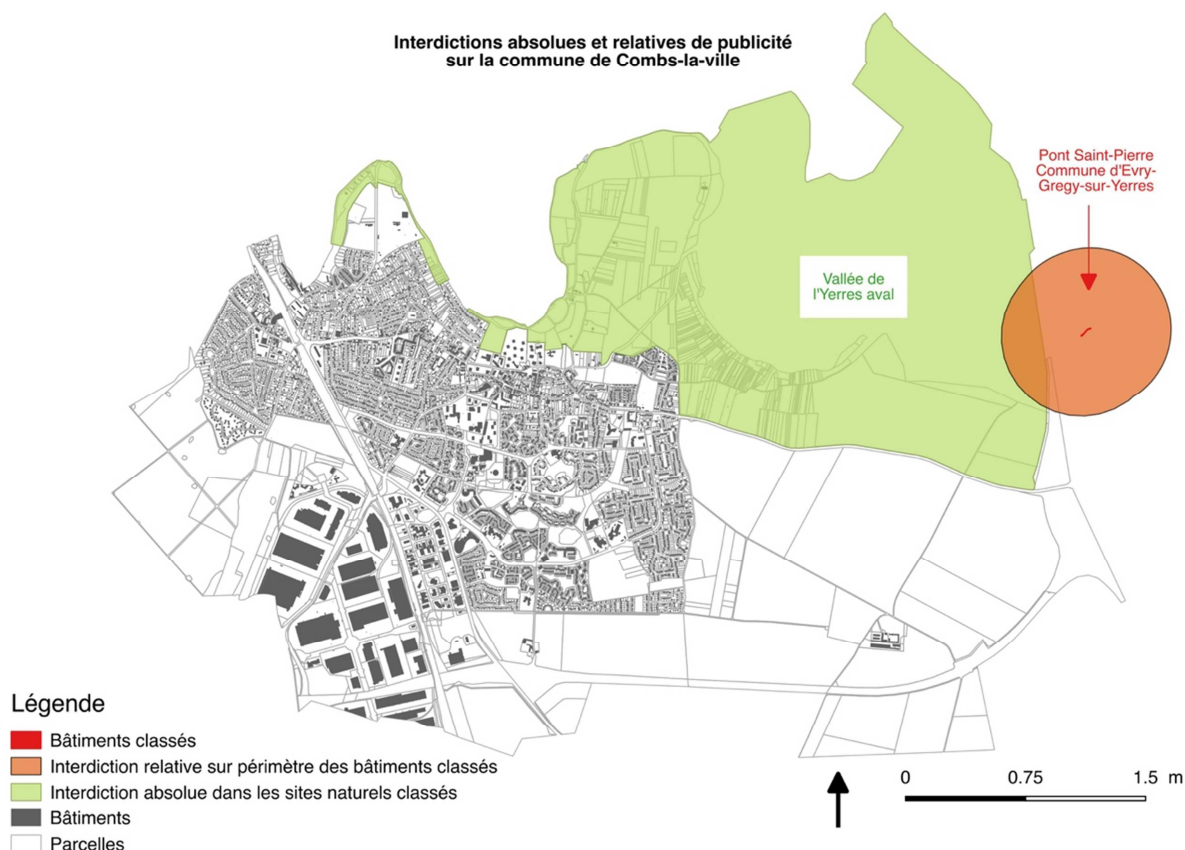 Interdictions absolues et relatives de publicité
sur la commune de Combs-la-ville
Pont Saint-Pierre
Commune d'Evry-
Gregy-sur-Yerres
Vallée de
l'Yerres aval
Légende
Bâtiments classés
Interdiction relative sur périmètre des bâtiments classés
Interdiction absolue dans les sites naturels classés
Bâtiments
Parcelles
0 0.75 1.5 m